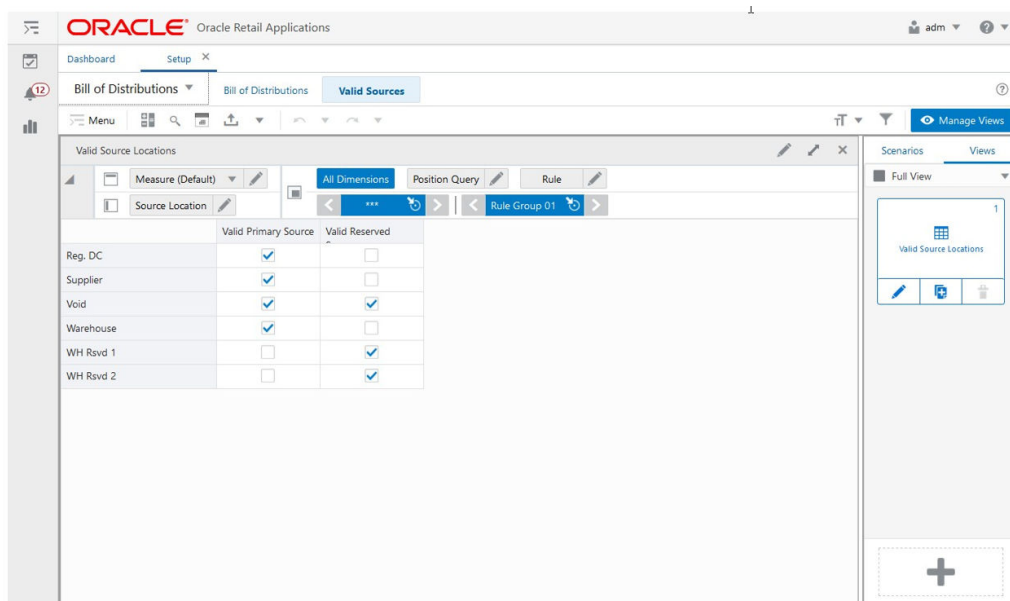 ORACLE® Oracle Retail Applications
adm
?
Dashboard
Setup ×
12
Bill of Distributions
Bill of Distributions
Valid Sources
?
Menu
Manage Views
Valid Source Locations
Measure (Default)
All Dimensions
Position Query
Rule
Source Location
***
Rule Group 01
Valid Primary Source Valid Reserved
Reg. DC
Supplier
Void
Warehouse
WH Rsvd 1
WH Rsvd 2
Scenarios
Views
Full View
1
Valid Source Locations